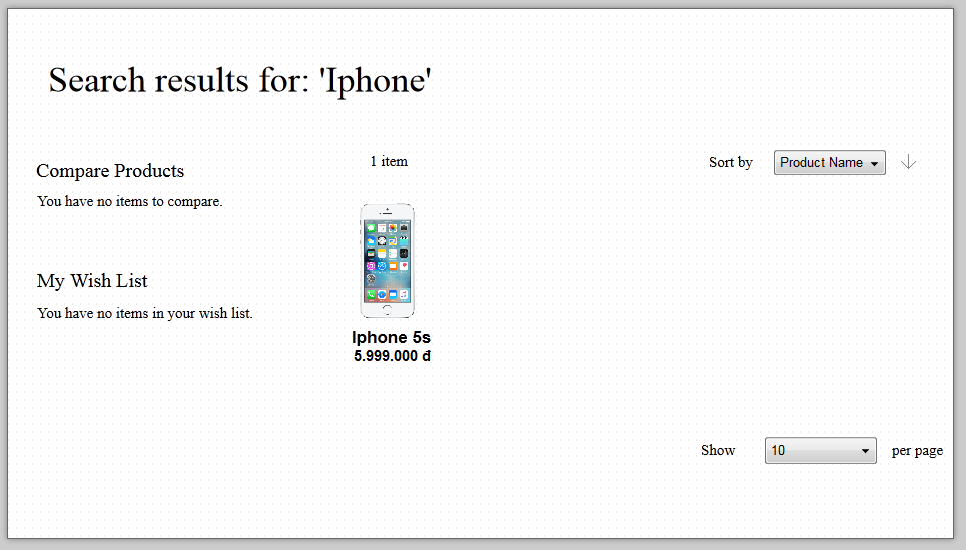 Search results for: 'Iphone'
Compare Products
You have no items to compare.
My Wish List
You have no items in your wish list.
1 item
Sort by Product Name
Iphone 5s
5.999.000 đ
Show 10 per page